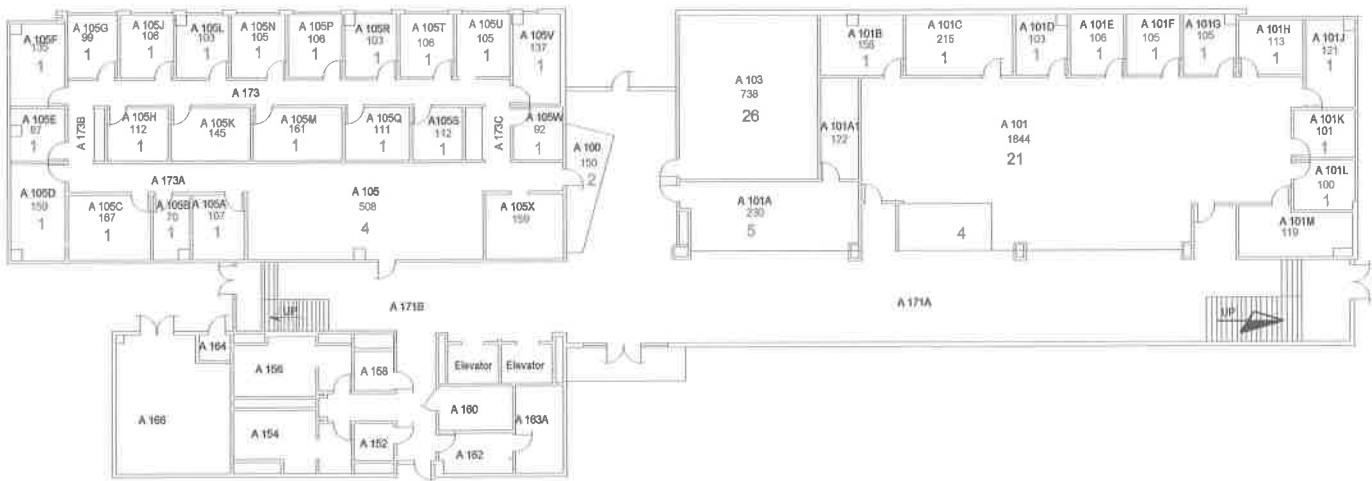 A 105F
135
1
A 105G
99
1
A 105J
106
1
A 105L
103
1
A 105N
105
1
A 105P
106
1
A 105R
103
1
A 105T
106
1
A 105U
105
1
A 105V
137
1
A 173
A 105E
87
1
A 173B
A 105H
112
1
A 105K
145
A 105M
161
1
A 105Q
111
1
A105S
112
1
A 173C
A 105W
92
1
A 100
150
2
A 105D
159
1
A 173A
A 105C
167
1
A 105B
70
1
A 105A
107
1
A 105
508
4
A 105X
159
A 103
738
26
A 101B
156
1
A 101C
215
1
A 101D
103
1
A 101E
106
1
A 101F
105
1
A 101G
105
1
A 101H
113
1
A 101J
121
1
A 101A1
122
A 101
1844
21
A 101K
101
1
A 101L
100
1
A 101A
230
5
4
A 101M
119
UP
A 171B
A 171A
UP
A 164
A 156
A 158
Elevator
Elevator
A 166
A 154
A 152
A 160
A 163A
A 162